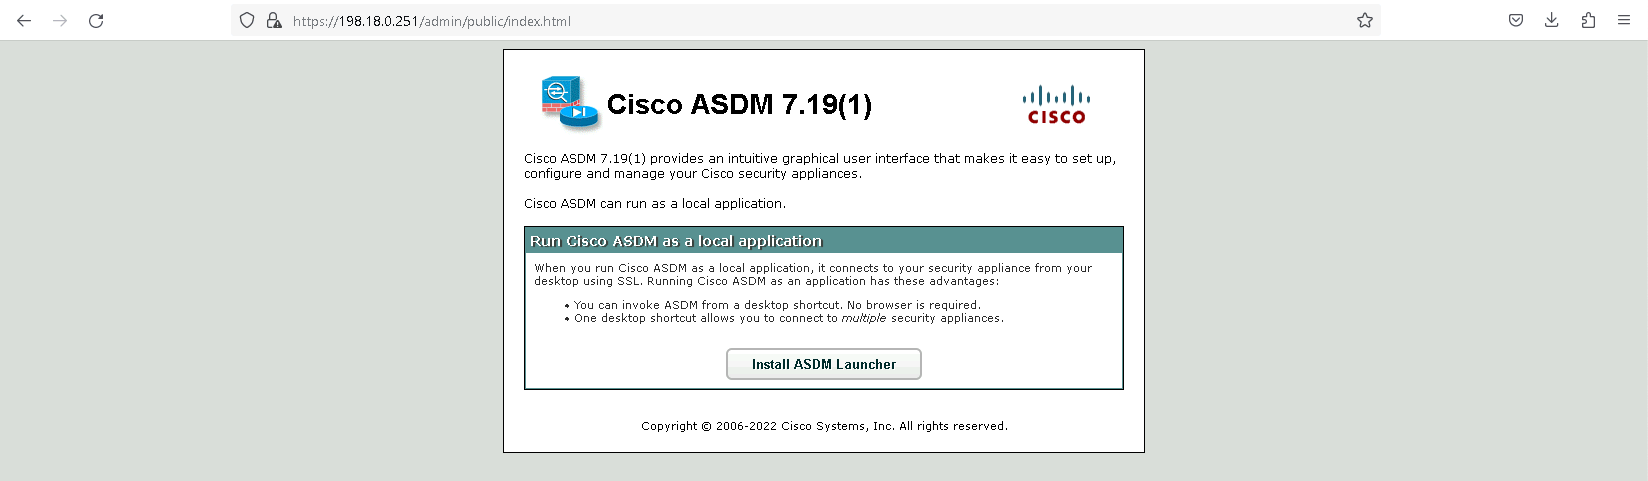 https://198.18.0.251/admin/public/index.html
Cisco ASDM 7.19(1)
CISCO
Cisco ASDM 7.19(1) provides an intuitive graphical user interface that makes it easy to set up,
configure and manage your Cisco security appliances.
Cisco ASDM can run as a local application.
Run Cisco ASDM as a local application
When you run Cisco ASDM as a local application, it connects to your security appliance from your
desktop using SSL. Running Cisco ASDM as an application has these advantages:
• You can invoke ASDM from a desktop shortcut. No browser is required.
• One desktop shortcut allows you to connect to multiple security appliances.
Install ASDM Launcher
Copyright © 2006-2022 Cisco Systems, Inc. All rights reserved.